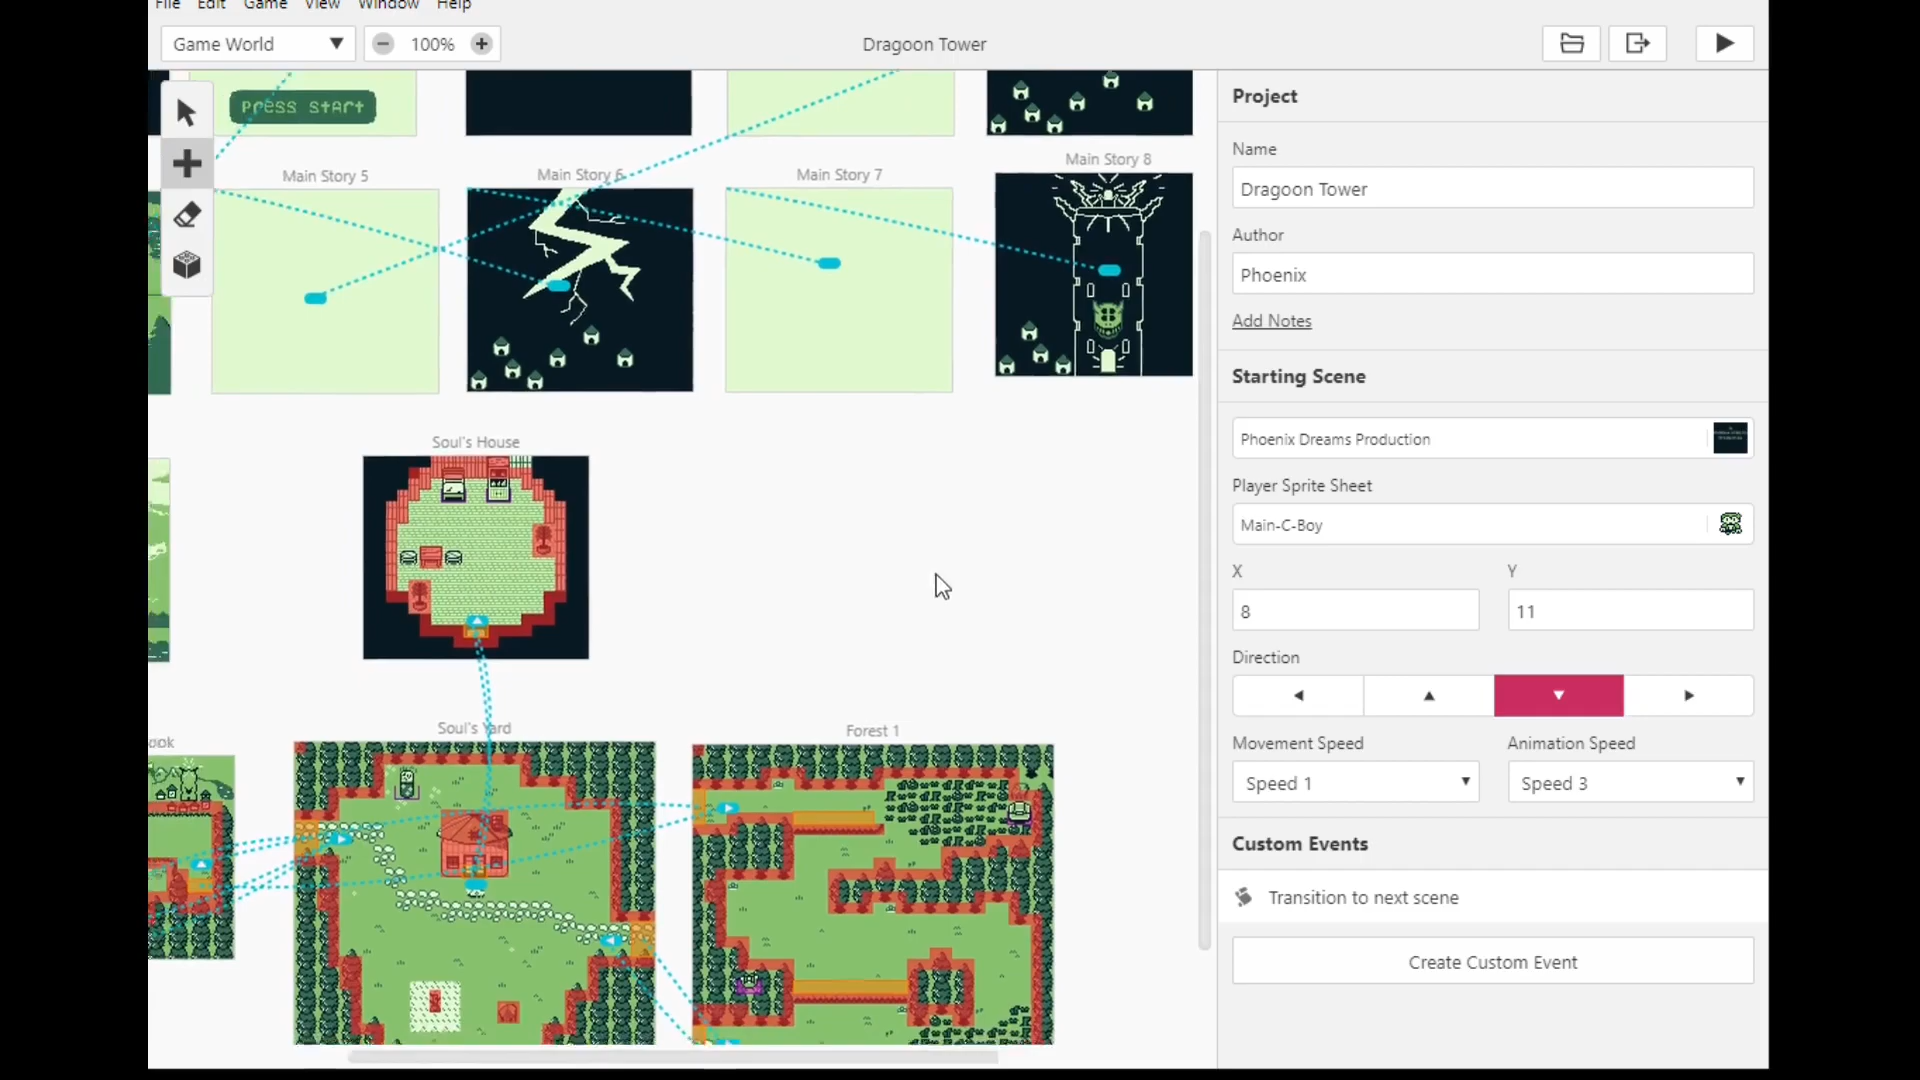 File Edit Game View Window Help
Game World 100% Dragoon Tower
PRESS START
Main Story 5
Main Story 6
Main Story 7
Main Story 8
Soul's House
ook
Soul's Yard
Forest 1
Project
Name
Dragoon Tower
Author
Phoenix
Add Notes
Starting Scene
Phoenix Dreams Production
Player Sprite Sheet
Main-C-Boy
X Y
8 11
Direction
Movement Speed Animation Speed
Speed 1 Speed 3
Custom Events
Transition to next scene
Create Custom Event